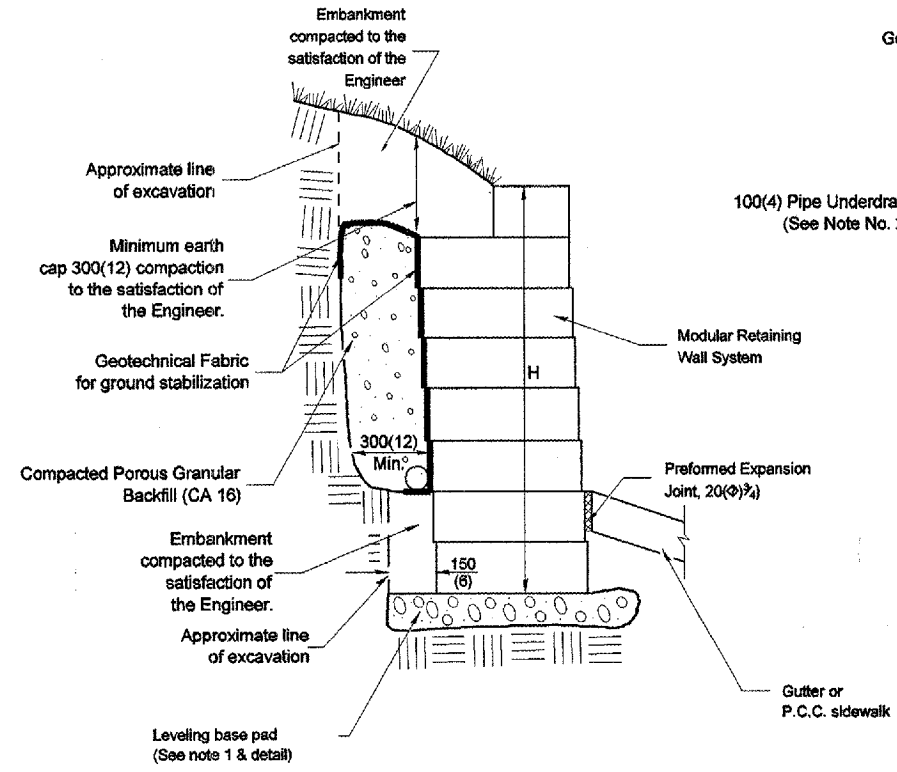 Embankment
compacted to the
satisfaction of the
Engineer
Approximate line
of excavation
Minimum earth
cap 300(12) compaction
to the satisfaction of
the Engineer.
Geotechnical Fabric
for ground stabilization
Compacted Porous Granular
Backfill (CA 16)
Embankment
compacted to the
satisfaction of
the Engineer.
Approximate line
of excavation
Leveling base pad
(See note 1 & detail)
300(12)
Min.
150
(6)
H
Ge
100(4) Pipe Underdra
(See Note No.
Modular Retaining
Wall System
Preformed Expansion
Joint,
Gutter or
P.C.C. sidewalk